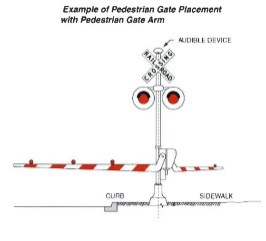 Example of Pedestrian Gate Placement
with Pedestrian Gate Arm
AUDIBLE DEVICE
RAILROAD
CROSSING
CURB
SIDEWALK